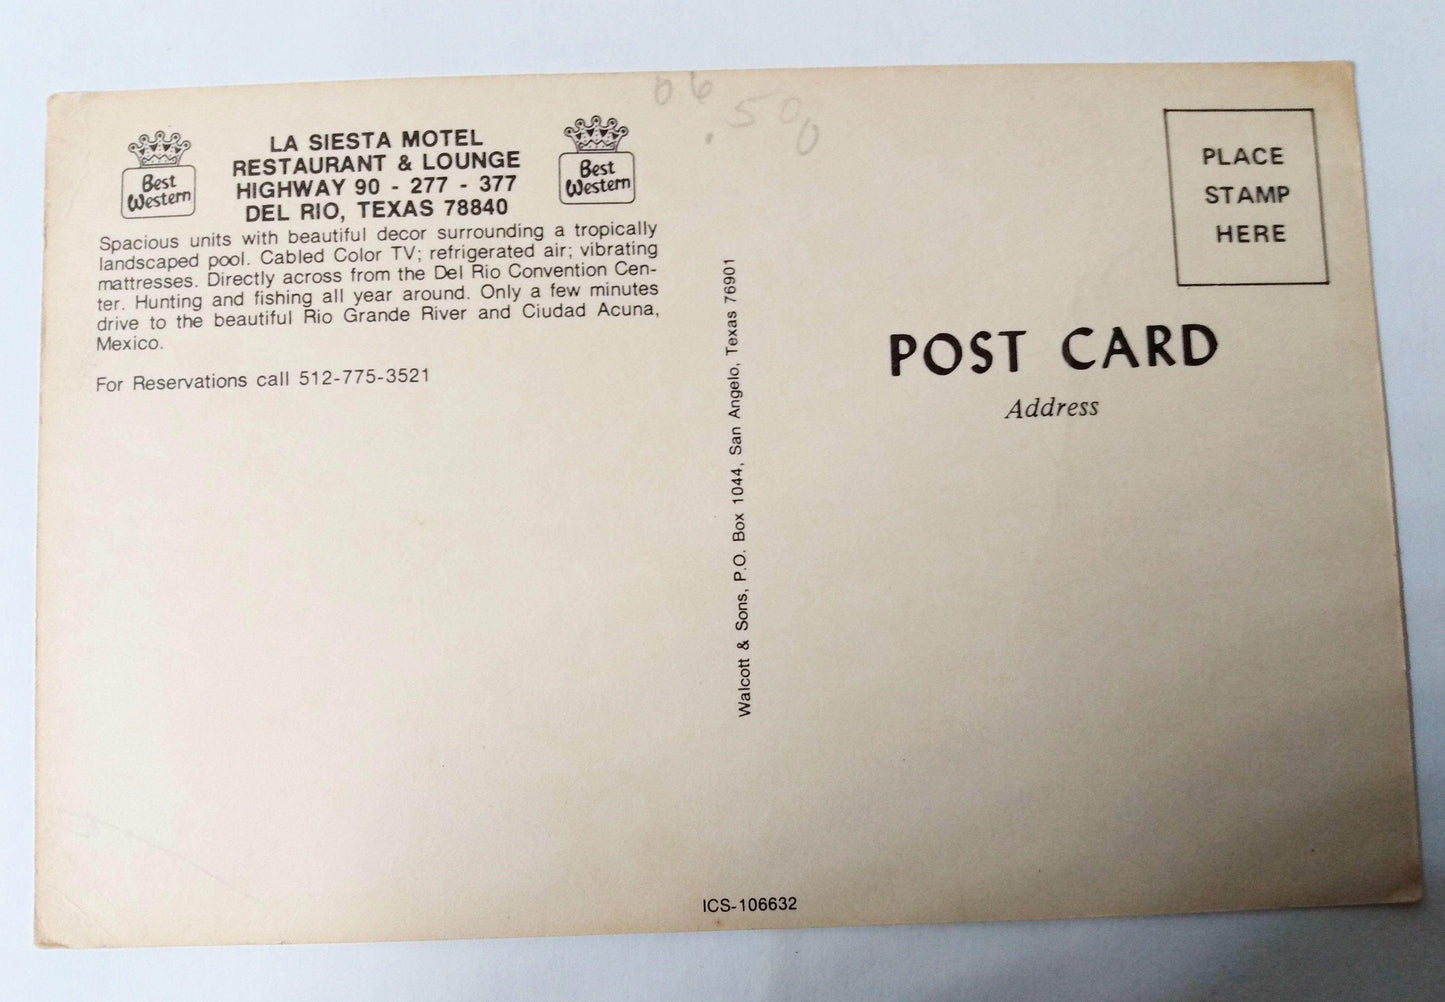 Best
Western
LA SIESTA MOTEL
RESTAURANT & LOUNGE
HIGHWAY 90 - 277 - 377
DEL RIO, TEXAS 78840
Best
Western
Spacious units with beautiful decor surrounding a tropically
landscaped pool. Cabled Color TV; refrigerated air; vibrating
mattresses. Directly across from the Del Rio Convention Cen-
ter. Hunting and fishing all year around. Only a few minutes
drive to the beautiful Rio Grande River and Ciudad Acuna,
Mexico.
For Reservations call 512-775-3521
.500
Walcott & Sons, P.O. Box 1044, San Angelo, Texas 76901
ICS-106632
PLACE
STAMP
HERE
POST CARD
Address